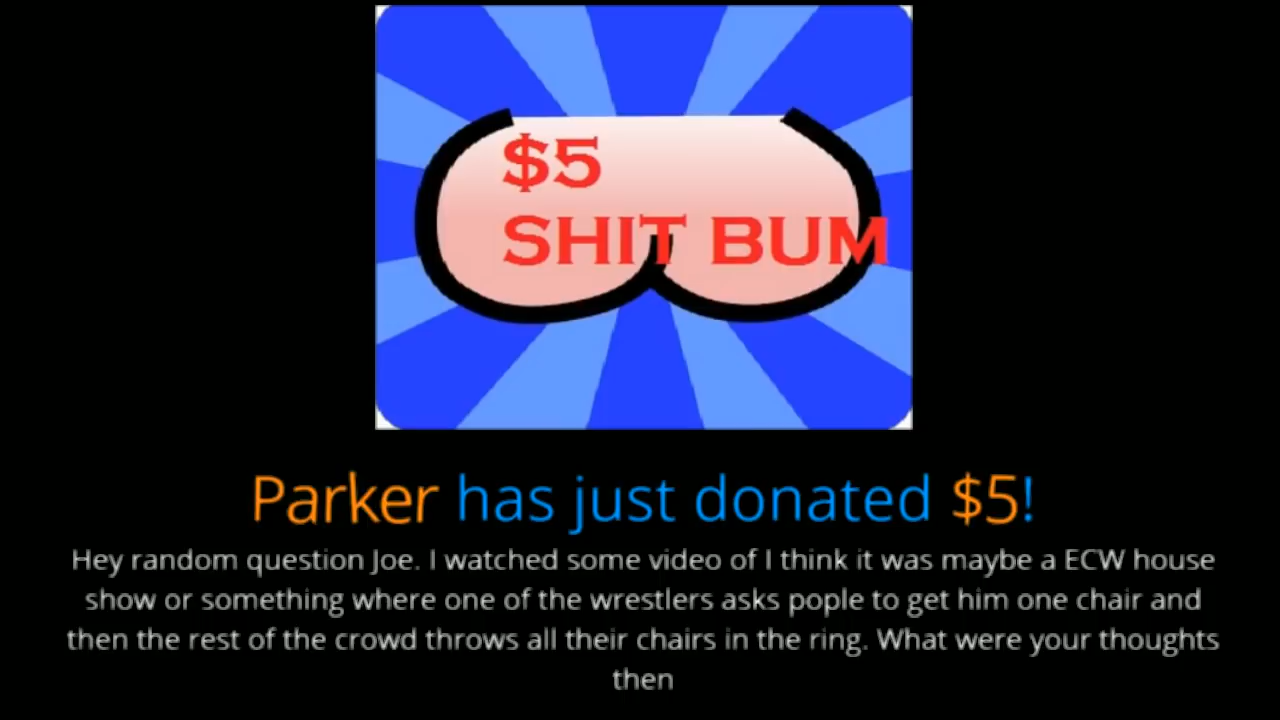 $5
SHIT BUM
Parker has just donated $5!
Hey random question Joe. I watched some video of I think it was maybe a ECW house
show or something where one of the wrestlers asks pople to get him one chair and
then the rest of the crowd throws all their chairs in the ring. What were your thoughts
then